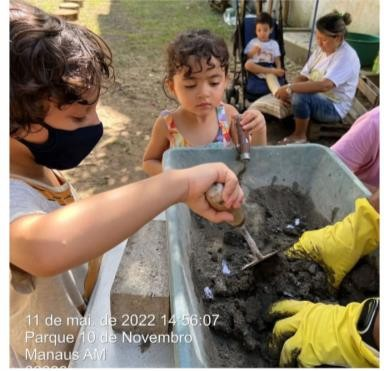 11 de mai. de 2022 14:56:07
Parque 10 de Novembro
Manaus AM